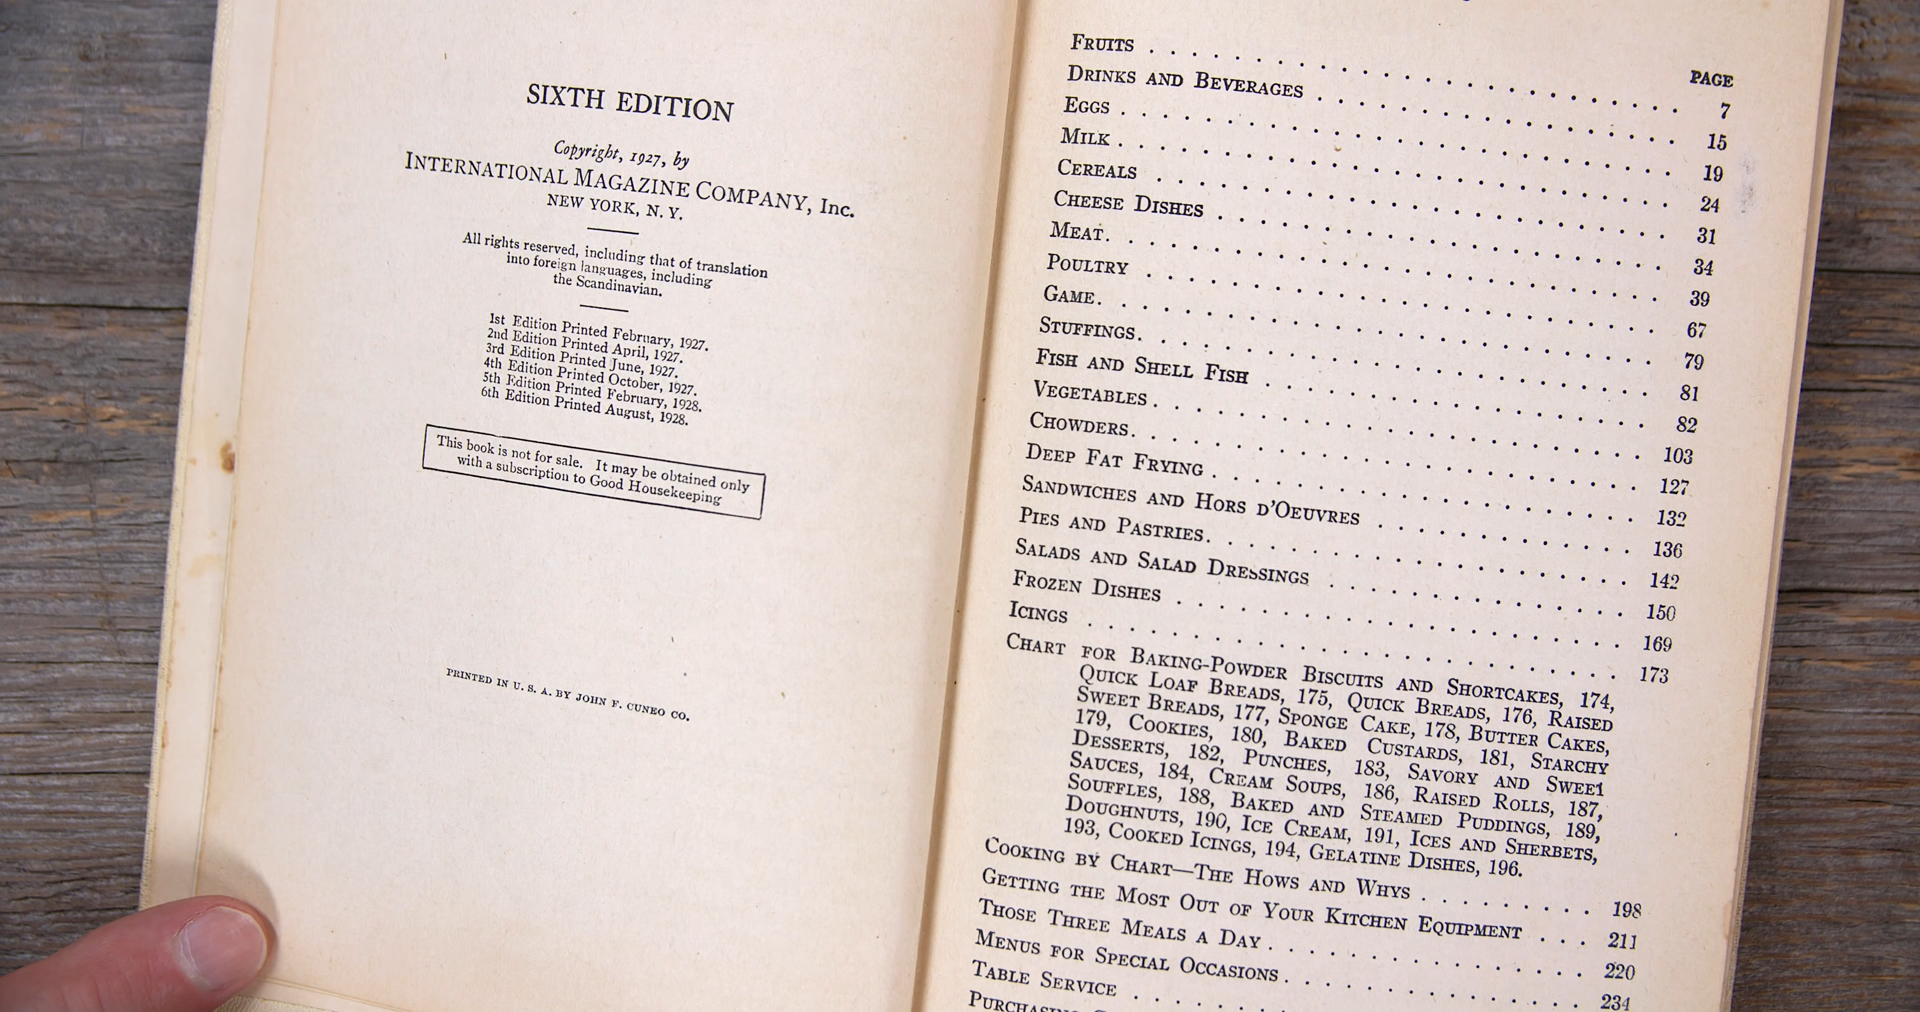 SIXTH EDITION
Copyright, 1927, by
INTERNATIONAL MAGAZINE COMPANY, Inc.
NEW YORK, N. Y.
All rights reserved, including that of translation
into foreign languages, including
the Scandinavian.
1st Edition Printed February, 1927.
2nd Edition Printed April, 1927.
3rd Edition Printed June, 1927.
4th Edition Printed October, 1927.
5th Edition Printed February, 1928.
6th Edition Printed August, 1928.
This book is not for sale. It may be obtained only
with a subscription to Good Housekeeping
PRINTED IN U. S. A. BY JOHN F. CUNEO CO.
PAGE
FRUITS 7
DRINKS AND BEVERAGES 15
EGGS 19
MILK 24
CEREALS 31
CHEESE DISHES 34
MEAT 39
POULTRY 67
GAME 79
STUFFINGS 81
FISH AND SHELL FISH 82
VEGETABLES 103
CHOWDERS 127
DEEP FAT FRYING 132
SANDWICHES AND HORS D'OEUVRES 136
PIES AND PASTRIES 142
SALADS AND SALAD DRESSINGS 150
FROZEN DISHES 169
ICINGS 173
CHART FOR BAKING-POWDER BISCUITS AND SHORTCAKES, 174,
QUICK LOAF BREADS, 175, QUICK BREADS, 176, RAISED
SWEET BREADS, 177, SPONGE CAKE, 178, BUTTER CAKES,
179, COOKIES, 180, BAKED CUSTARDS, 181, STARCHY
DESSERTS, 182, PUNCHES, 183, SAVORY AND SWEET
SAUCES, 184, CREAM SOUPS, 186, RAISED ROLLS, 187,
SOUFFLES, 188, BAKED AND STEAMED PUDDINGS, 189,
DOUGHNUTS, 190, ICE CREAM, 191, ICES AND SHERBETS,
193, COOKED ICINGS, 194, GELATINE DISHES, 196.
COOKING BY CHART—THE HOWS AND WHYS 198
GETTING THE MOST OUT OF YOUR KITCHEN EQUIPMENT 211
THOSE THREE MEALS A DAY 220
MENUS FOR SPECIAL OCCASIONS 234
TABLE SERVICE